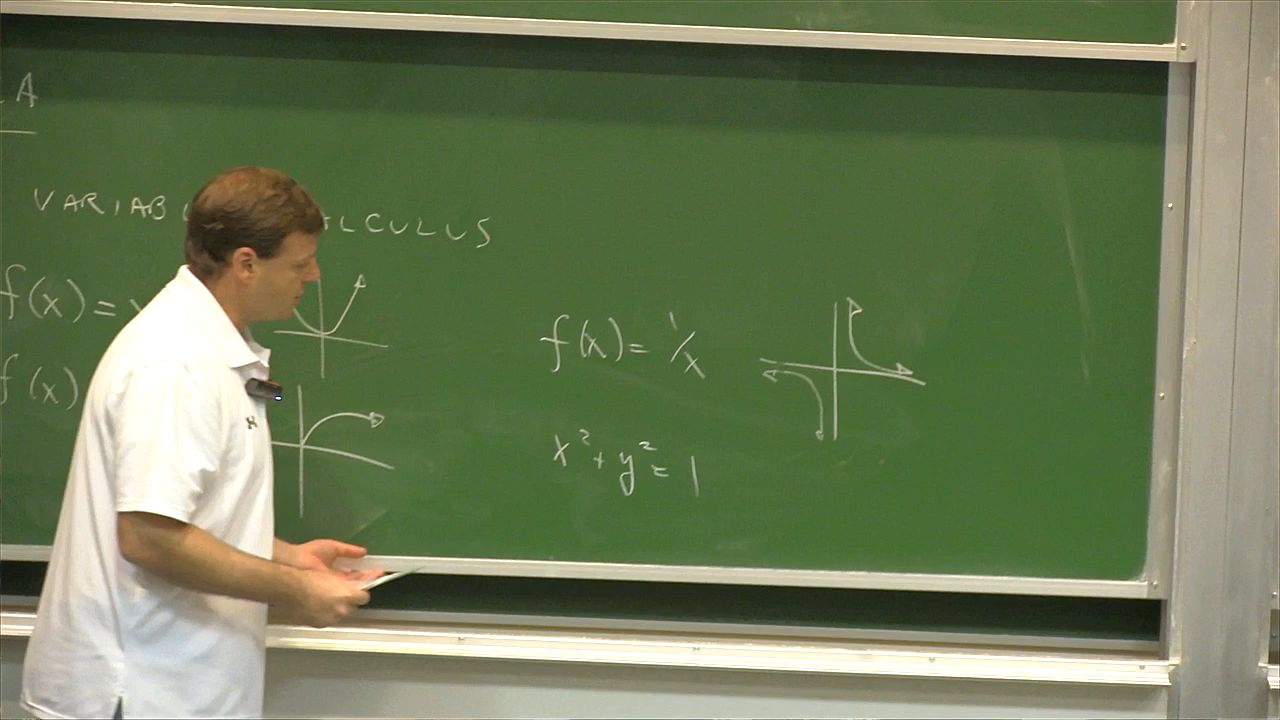 A
VARIAB LCULUS
f(x) =
f(x)
f(x) = 1/x
x² + y² = 1